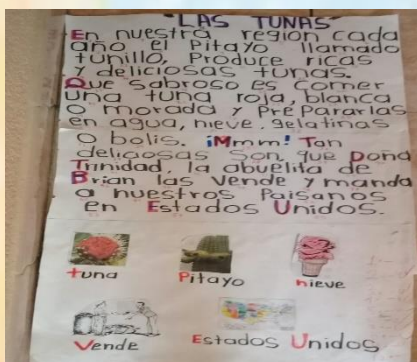 "LAS TUNAS"
En nuestra región cada
año el Pitayo llamado
tunillo, Produce ricas
y deliciosas tunas.
Que sabroso es comer
una tuna roja, blanca
o morada y PrePararlas
en agua, nieve, gelatinas
O bolis. ¡Mmm! Tan
deliciosas son, que Doña
Trinidad, la abuelita de
Brian las vende y manda
a nuestros Paisanos
en Estados Unidos.
tuna
Pitayo
nieve
Vende
Estados Unidos